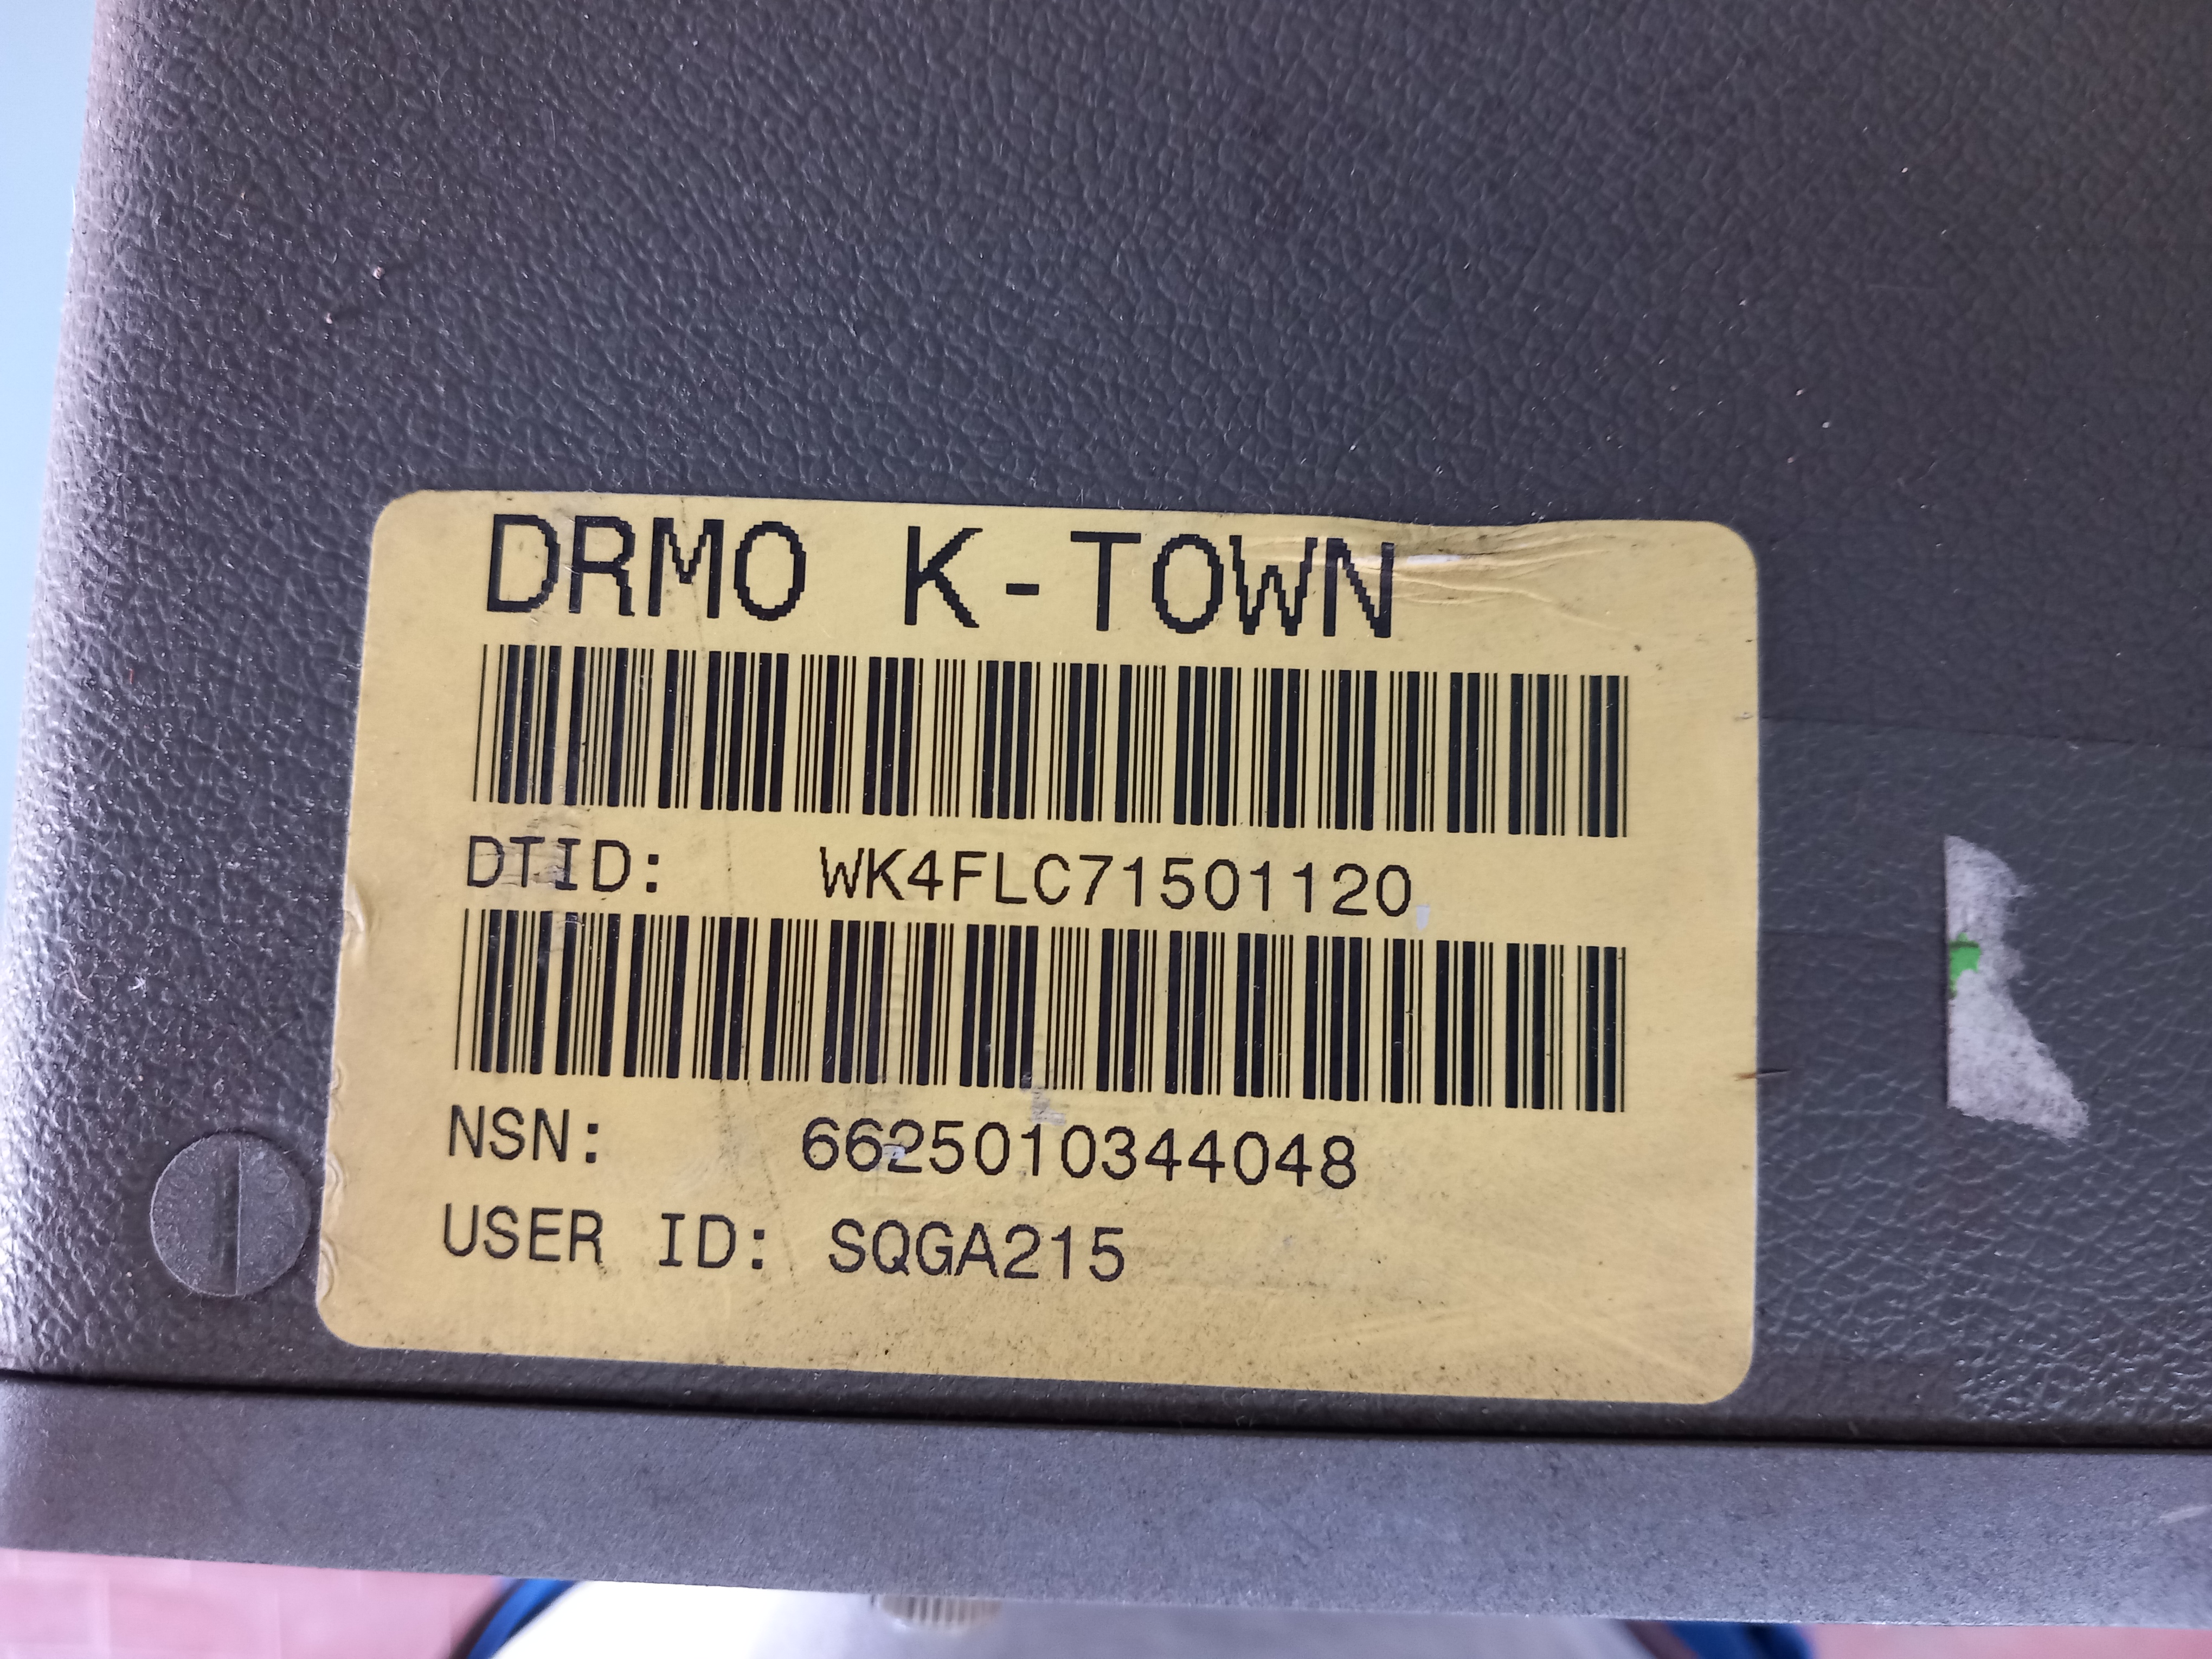 DRMO K-TOWN
DTID: WK4FLC71501120
NSN: 6625010344048
USER ID: SQGA215